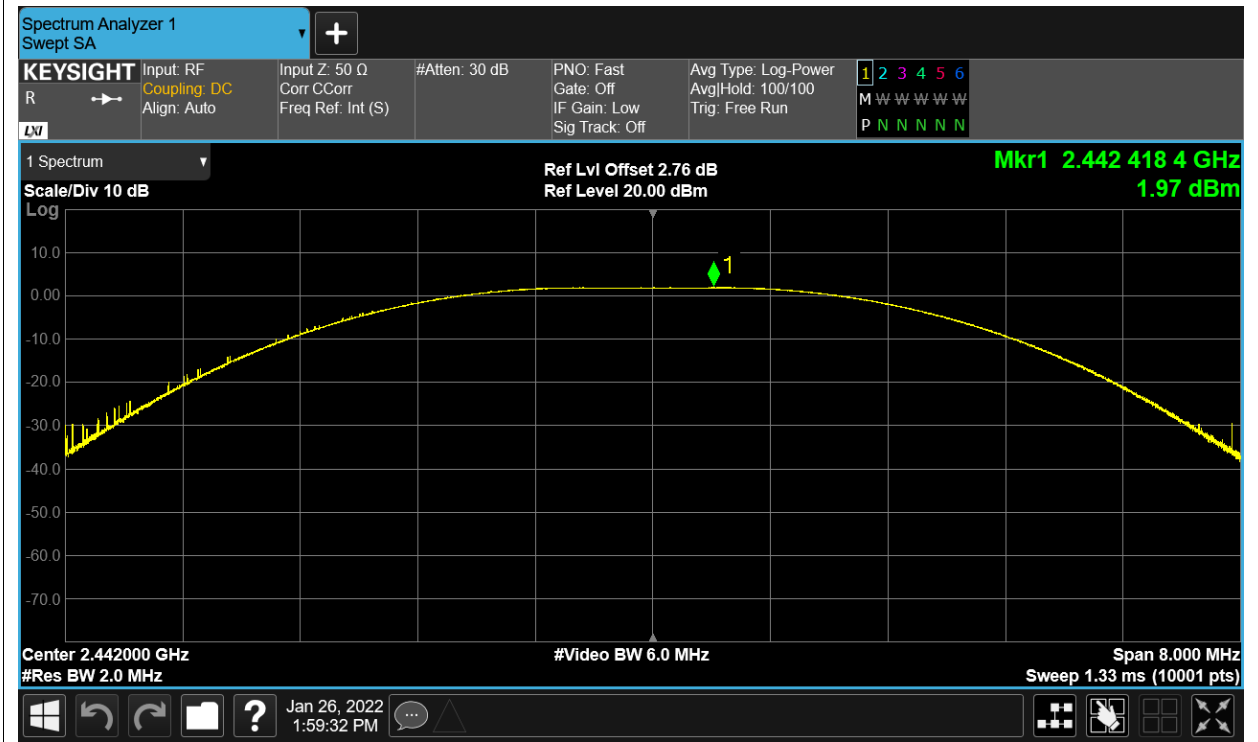 Spectrum Analyzer 1
Swept SA
KEYSIGHT
R
LXI
Input: RF
Coupling: DC
Align: Auto
Input Z: 50 Ω
Corr CCorr
Freq Ref: Int (S)
#Atten: 30 dB
PNO: Fast
Gate: Off
IF Gain: Low
Sig Track: Off
Avg Type: Log-Power
Avg|Hold: 100/100
Trig: Free Run
1 2 3 4 5 6
M W W W W W
P N N N N N
1 Spectrum
Scale/Div 10 dB
Log
Ref Lvl Offset 2.76 dB
Ref Level 20.00 dBm
Mkr1 2.442 418 4 GHz
1.97 dBm
10.0
0.00
-10.0
-20.0
-30.0
-40.0
-50.0
-60.0
-70.0
1
Center 2.442000 GHz
#Res BW 2.0 MHz
#Video BW 6.0 MHz
Span 8.000 MHz
Sweep 1.33 ms (10001 pts)
?
Jan 26, 2022
1:59:32 PM